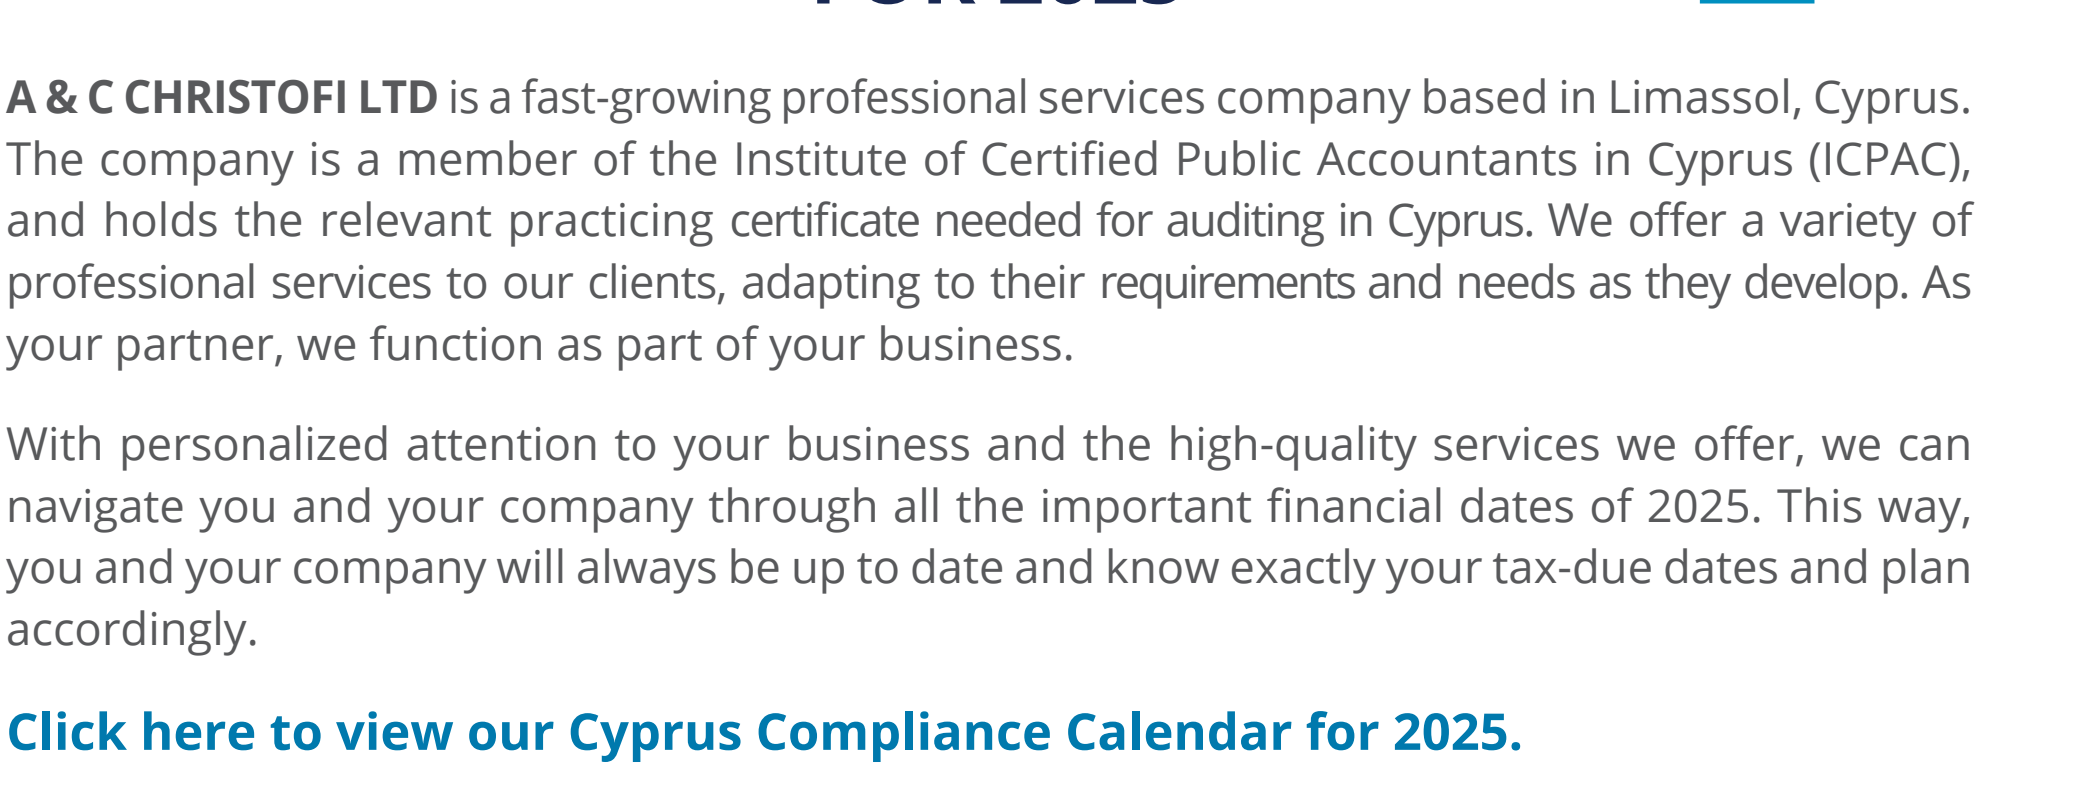 FOR 2025
A & C CHRISTOFI LTD is a fast-growing professional services company based in Limassol, Cyprus.
The company is a member of the Institute of Certified Public Accountants in Cyprus (ICPAC),
and holds the relevant practicing certificate needed for auditing in Cyprus. We offer a variety of
professional services to our clients, adapting to their requirements and needs as they develop. As
your partner, we function as part of your business.
With personalized attention to your business and the high-quality services we offer, we can
navigate you and your company through all the important financial dates of 2025. This way,
you and your company will always be up to date and know exactly your tax-due dates and plan
accordingly.
Click here to view our Cyprus Compliance Calendar for 2025.